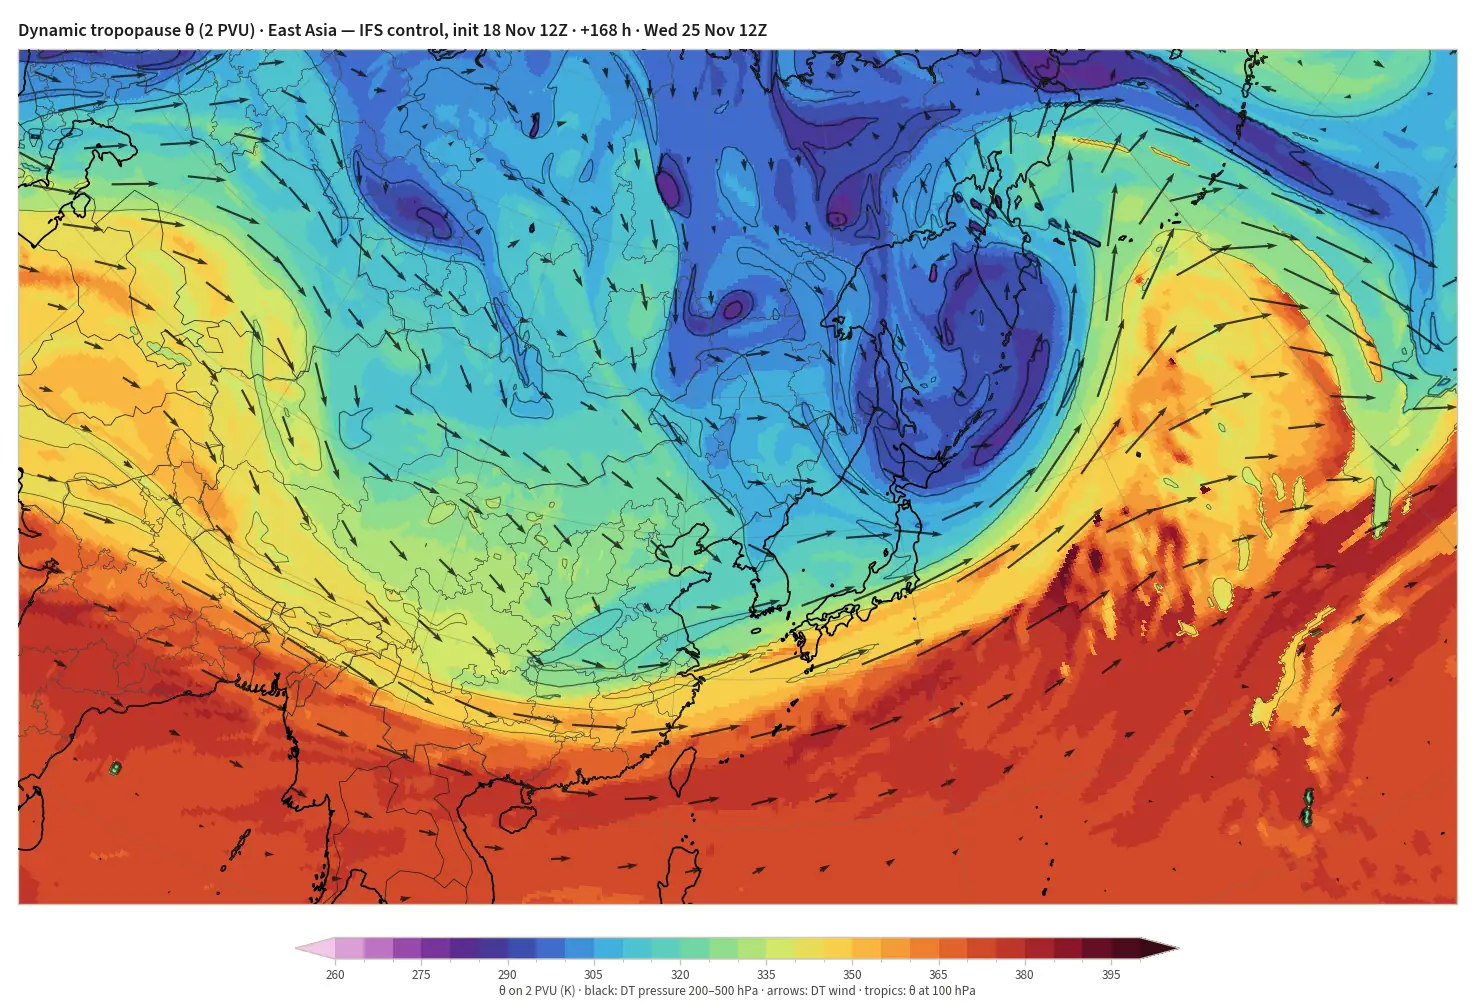 Dynamic tropopause θ (2 PVU) · East Asia — IFS control, init 18 Nov 12Z · +168 h · Wed 25 Nov 12Z
260 275 290 305 320 335 350 365 380 395
θ on 2 PVU (K) · black: DT pressure 200–500 hPa · arrows: DT wind · tropics: θ at 100 hPa